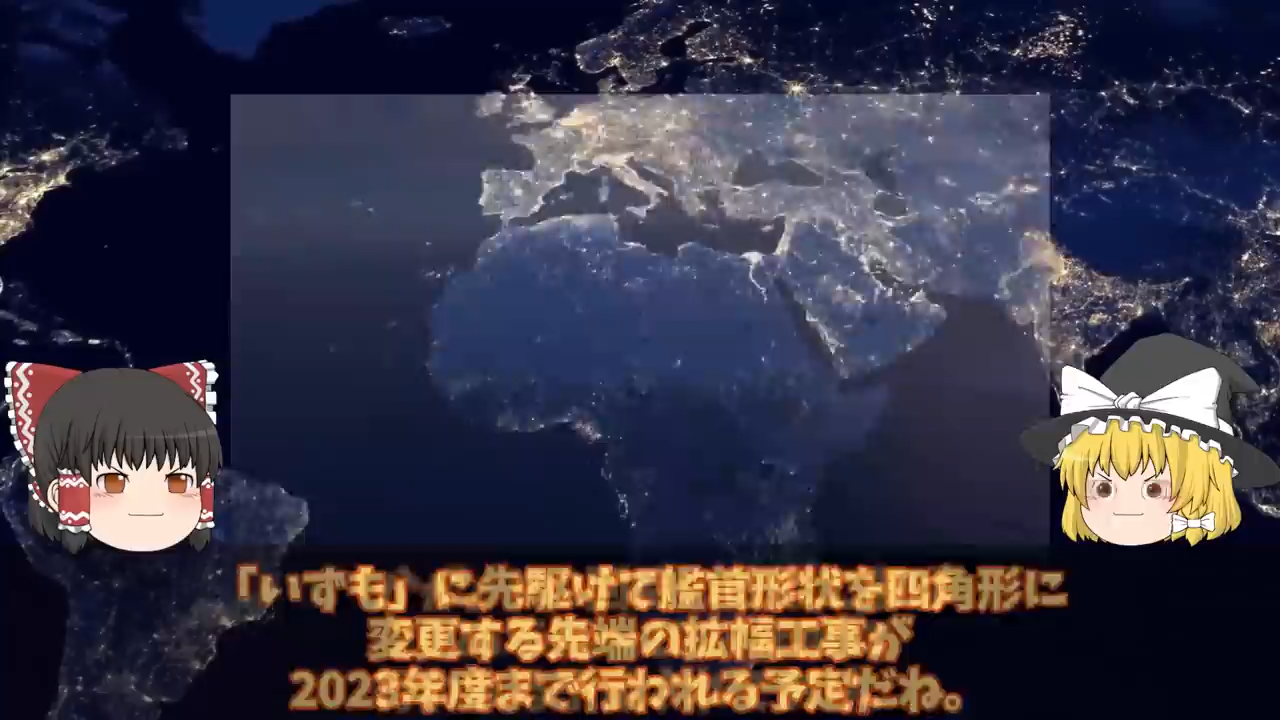 「いずも」に先駆けて艦首形状を四角形に
変更する先端の拡幅工事が
2023年度まで行われる予定だね。